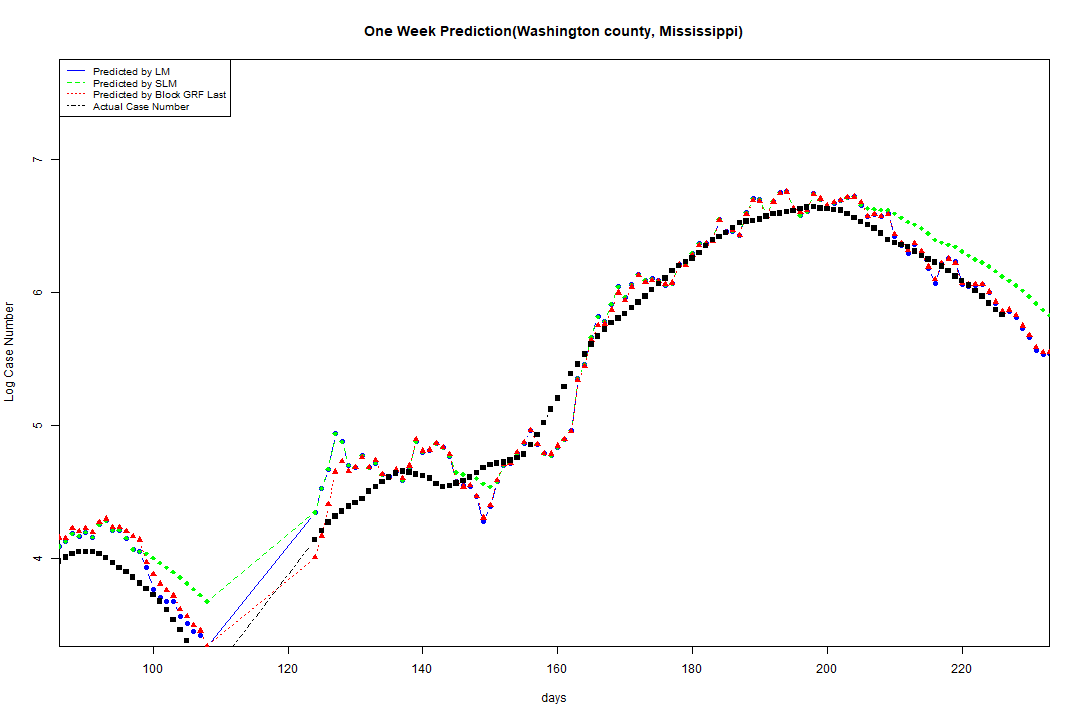 One Week Prediction(Washington county, Mississippi)
Predicted by LM
Predicted by SLM
Predicted by Block GRF Last
Actual Case Number
Log Case Number
7
6
5
4
100 120 140 160 180 200 220
days